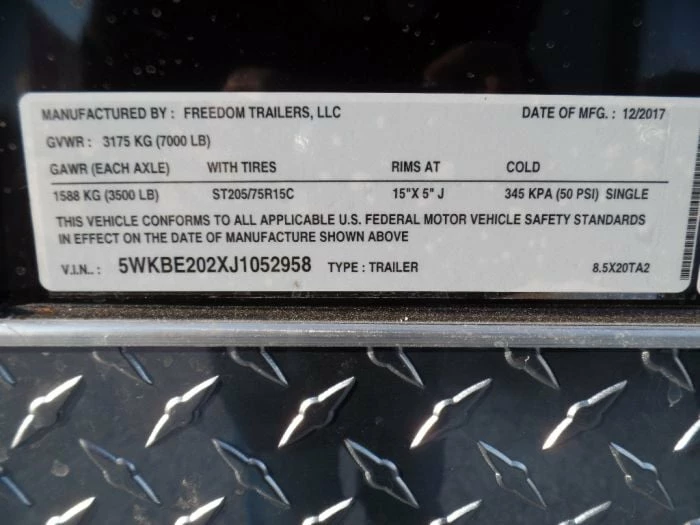 MANUFACTURED BY : FREEDOM TRAILERS, LLC DATE OF MFG. : 12/2017
GVWR : 3175 KG (7000 LB)
GAWR (EACH AXLE) WITH TIRES RIMS AT COLD
1588 KG (3500 LB) ST205/75R15C 15"X 5" J 345 KPA (50 PSI) SINGLE
THIS VEHICLE CONFORMS TO ALL APPLICABLE U.S. FEDERAL MOTOR VEHICLE SAFETY STANDARDS
IN EFFECT ON THE DATE OF MANUFACTURE SHOWN ABOVE
V.I.N.. : 5WKBE202XJ1052958 TYPE : TRAILER 8.5X20TA2